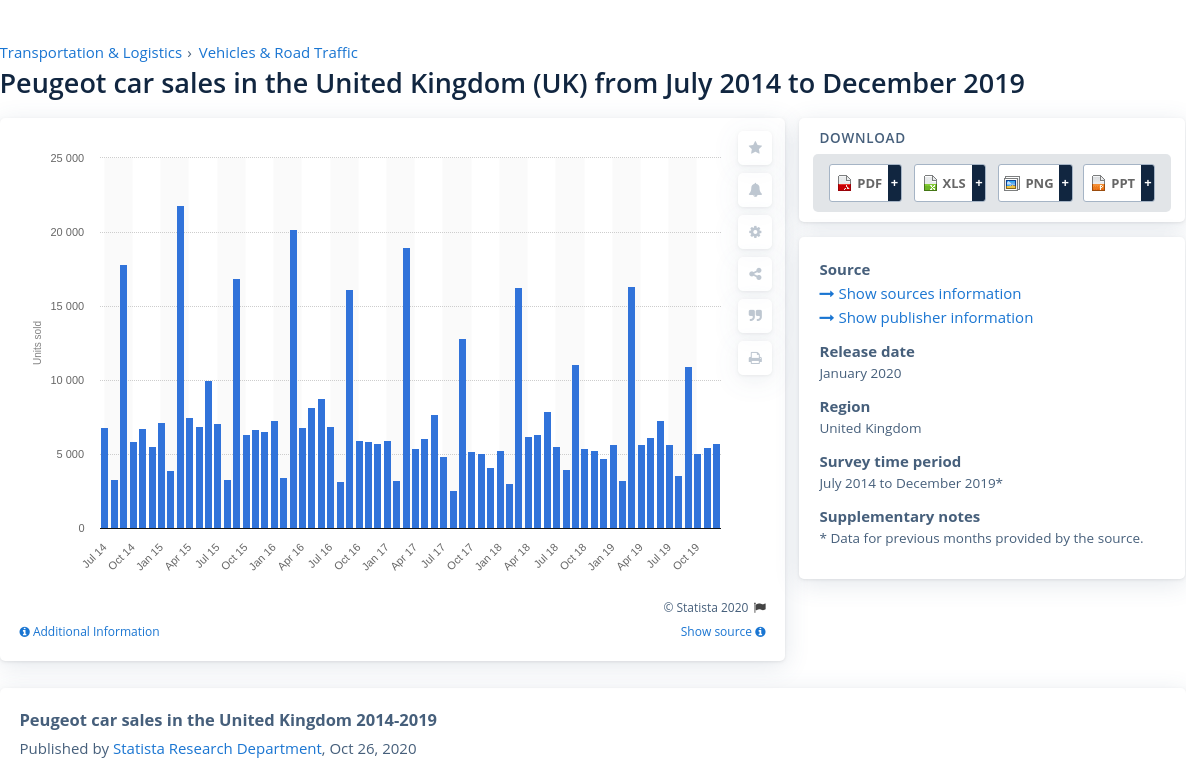 Transportation & Logistics › Vehicles & Road Traffic
Peugeot car sales in the United Kingdom (UK) from July 2014 to December 2019
25 000
20 000
15 000
10 000
5 000
0
Units sold
Jul 14
Oct 14
Jan 15
Apr 15
Jul 15
Oct 15
Jan 16
Apr 16
Jul 16
Oct 16
Jan 17
Apr 17
Jul 17
Oct 17
Jan 18
Apr 18
Jul 18
Oct 18
Jan 19
Apr 19
Jul 19
Oct 19
© Statista 2020
Additional Information
Show source
DOWNLOAD
PDF +
XLS +
PNG +
PPT +
Source
Show sources information
Show publisher information
Release date
January 2020
Region
United Kingdom
Survey time period
July 2014 to December 2019*
Supplementary notes
* Data for previous months provided by the source.
Peugeot car sales in the United Kingdom 2014-2019
Published by Statista Research Department, Oct 26, 2020